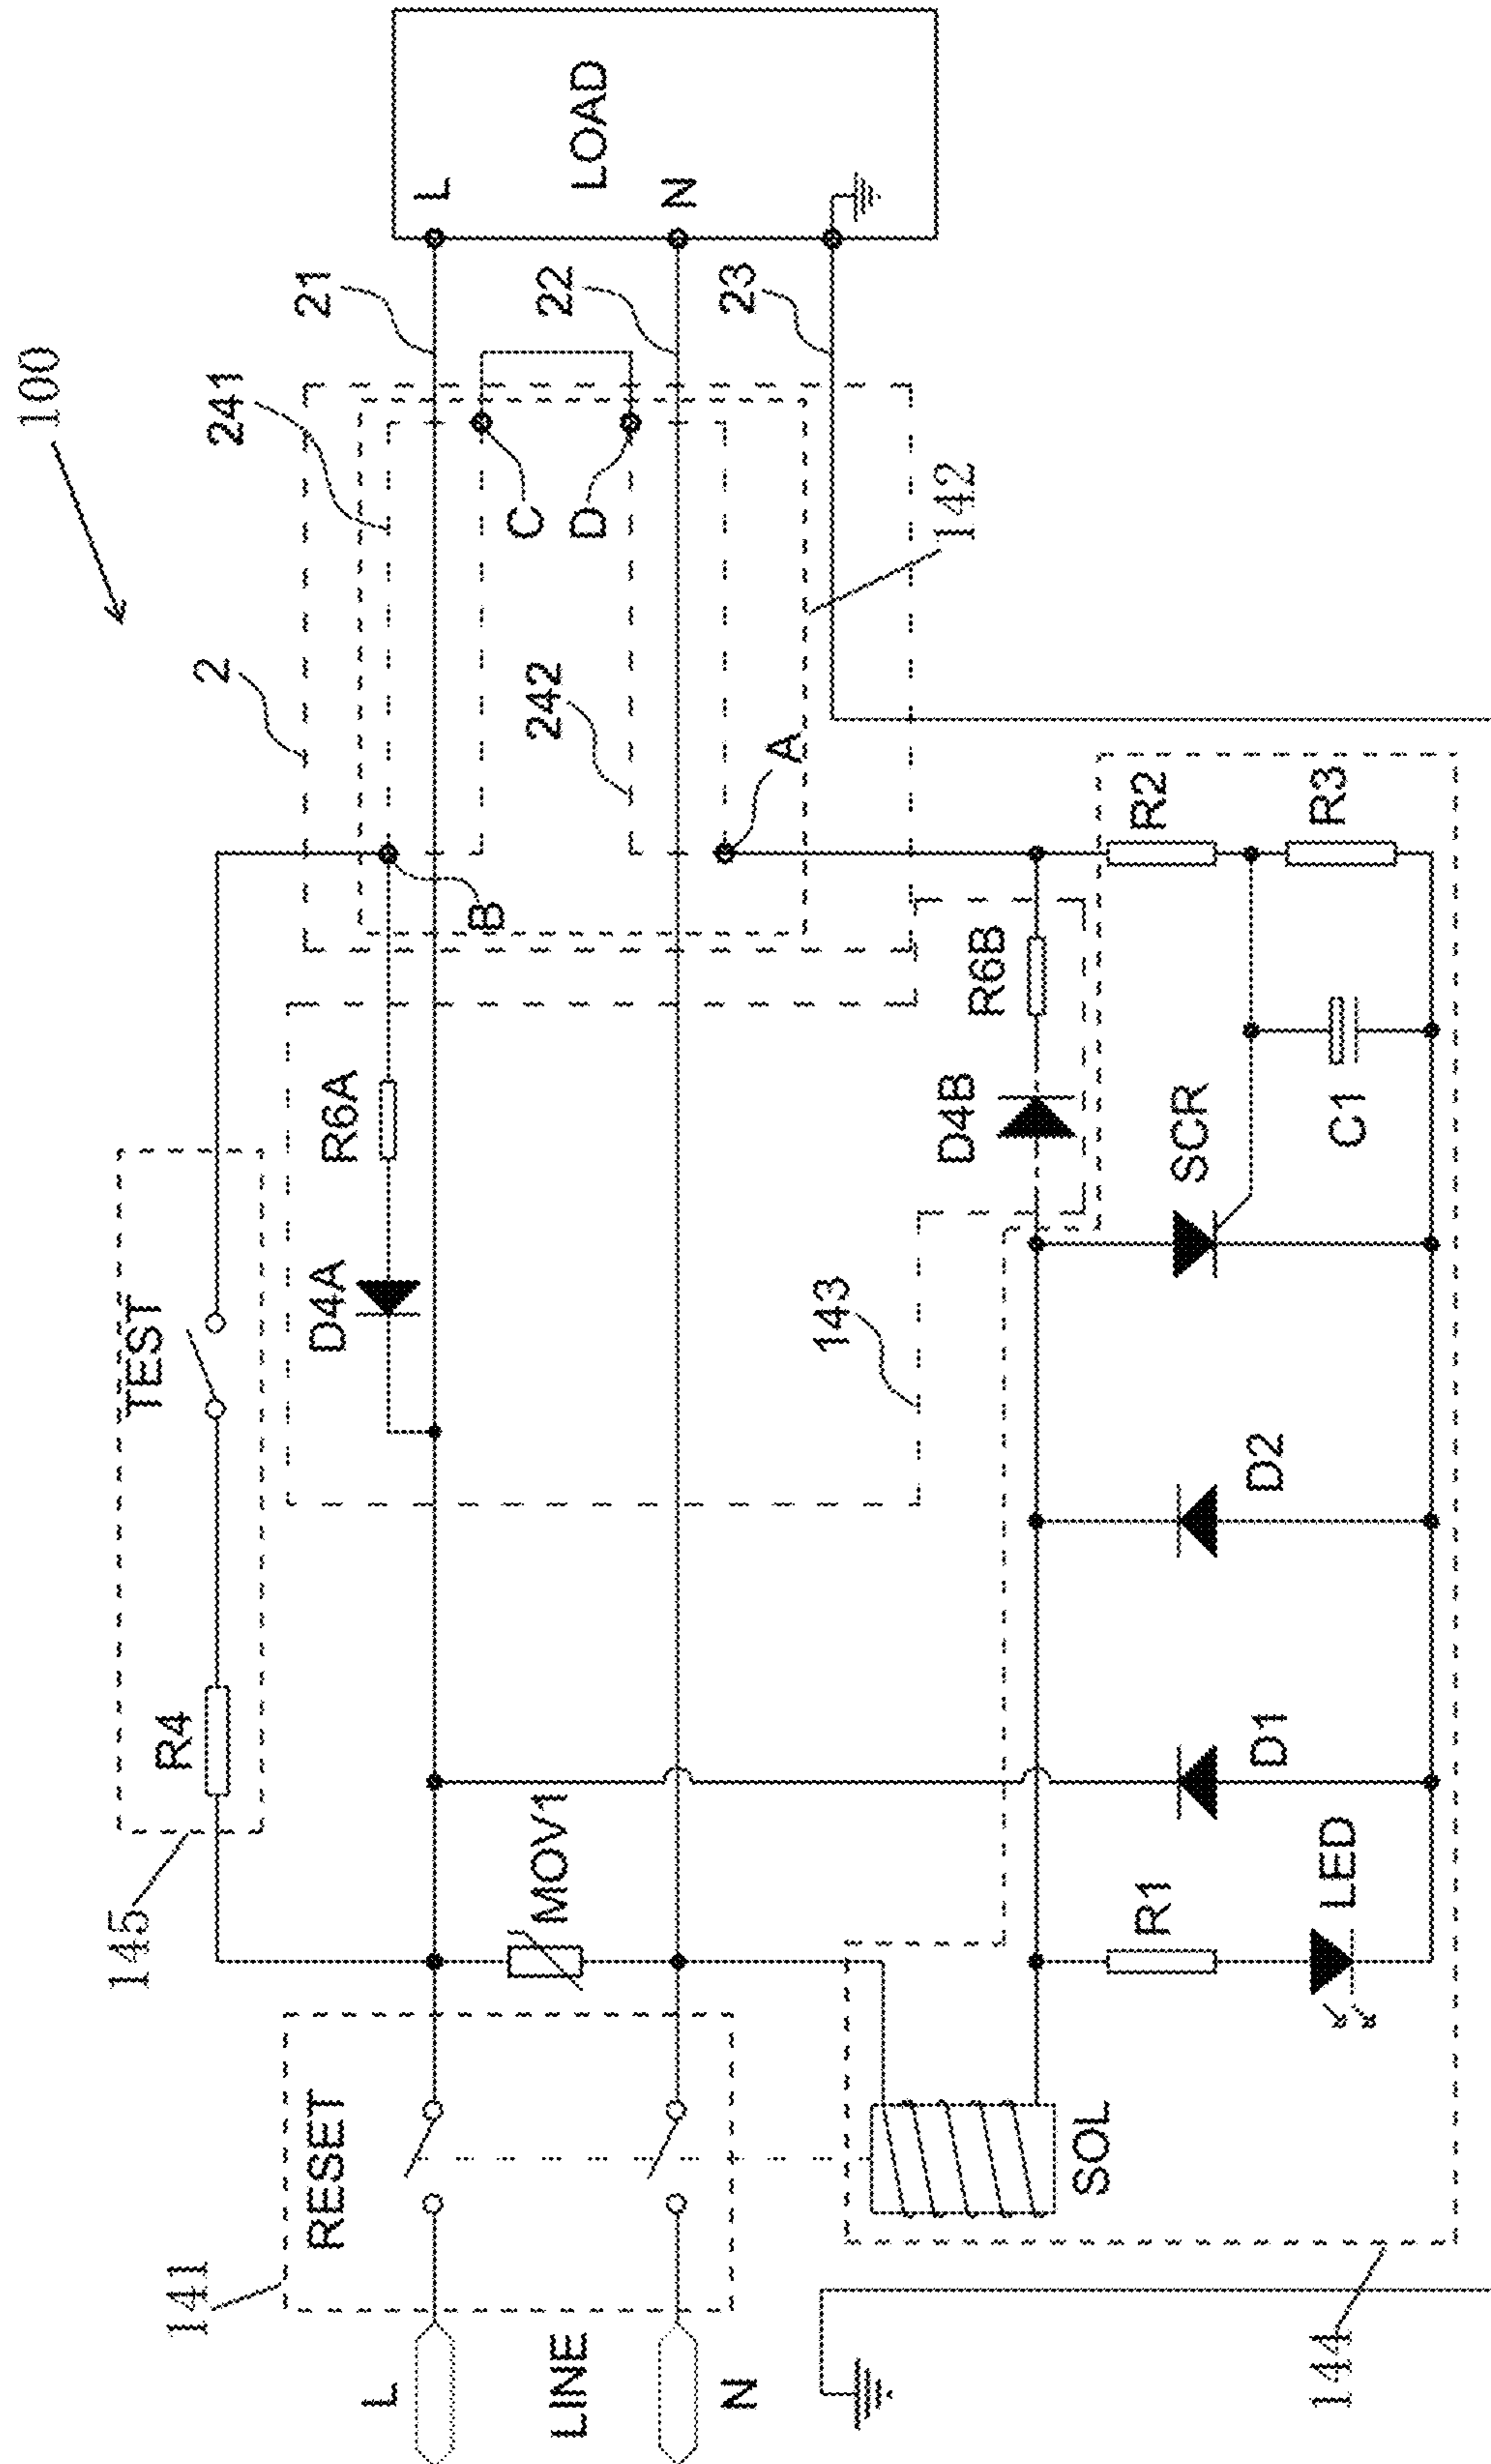 100
2
241
21
22
23
L
LOAD
N
C
D
142
242
A
B
TEST
R4
145
D4A
R6A
143
D4B
R6B
R2
R3
SCR
C1
D2
D1
MOV1
R1
LED
SOL
RESET
141
L
LINE
N
144